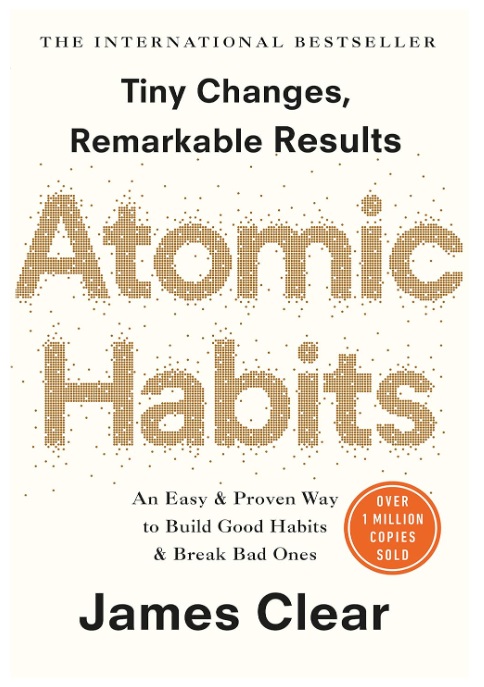 THE INTERNATIONAL BESTSELLER
Tiny Changes,
Remarkable Results
Atomic
Habits
An Easy & Proven Way
to Build Good Habits
& Break Bad Ones
OVER
1 MILLION
COPIES
SOLD
James Clear